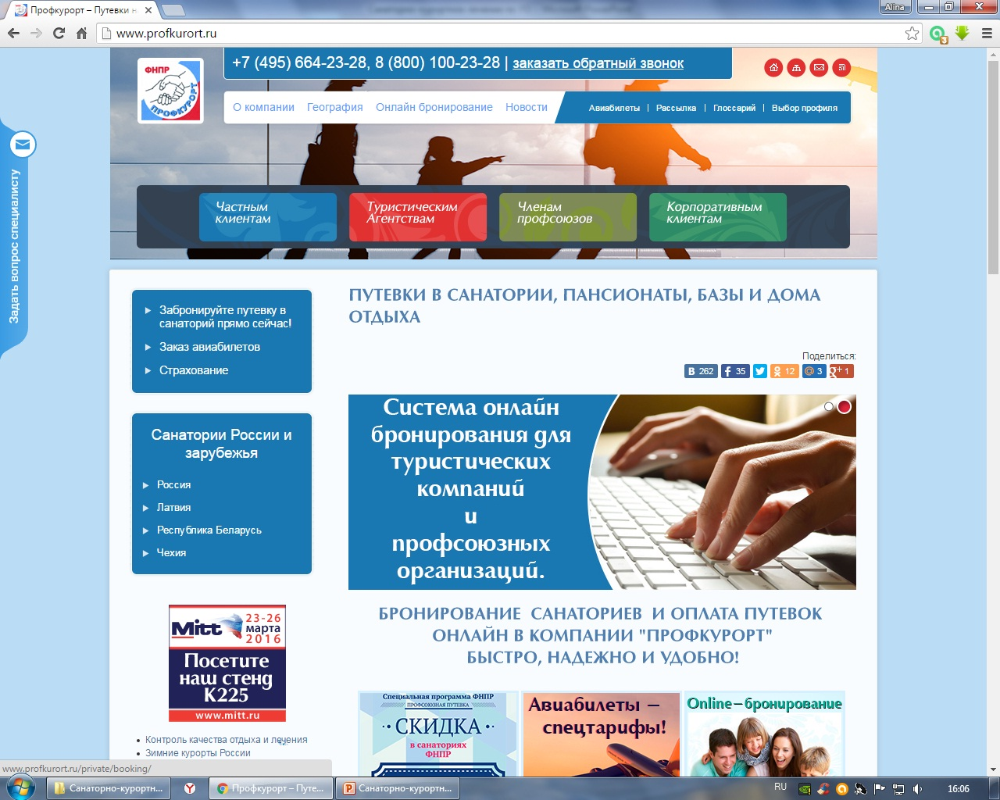 Профкурорт – Путевки н
Alina
www.profkurort.ru
3
ФНПР
ПРОФКУРОРТ
+7 (495) 664-23-28, 8 (800) 100-23-28 | заказать обратный звонок
О компании География Онлайн бронирование Новости
Авиабилеты | Рассылка | Глоссарий | Выбор профиля
Задать вопрос специалисту
Частным
клиентам
Туристическим
Агентствам
Членам
профсоюзов
Корпоративным
клиентам
Забронируйте путевку в
санаторий прямо сейчас!
Заказ авиабилетов
Страхование
Санатории России и
зарубежья
Россия
Латвия
Республика Беларусь
Чехия
Mitt
23-26
марта
2016
Посетите
наш стенд
K225
www.mitt.ru
Контроль качества отдыха и лечения
Зимние курорты России
ПУТЕВКИ В САНАТОРИИ, ПАНСИОНАТЫ, БАЗЫ И ДОМА
ОТДЫХА
Поделиться:
В 262 f 35 12 @ 3 g+ 1
Система онлайн
бронирования для
туристических
компаний
и
профсоюзных
организаций.
БРОНИРОВАНИЕ САНАТОРИЕВ И ОПЛАТА ПУТЕВОК
ОНЛАЙН В КОМПАНИИ "ПРОФКУРОРТ"
БЫСТРО, НАДЕЖНО И УДОБНО!
Специальная программа ФНПР
ПРОФСОЮЗНАЯ ПУТЕВКА
СКИДКА
в санаториях
ФНПР
Авиабилеты –
спецтарифы!
Online–бронирование
www.profkurort.ru/private/booking/
Санаторно-курортн...
Профкурорт – Путе...
Санаторно-курортн...
RU
16:06